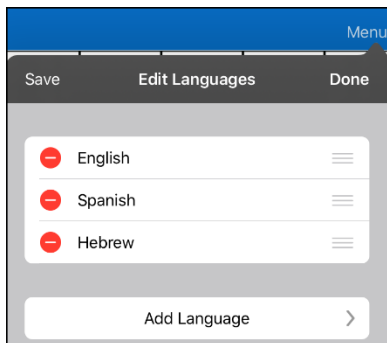 Menu
Save Edit Languages Done
English
Spanish
Hebrew
Add Language